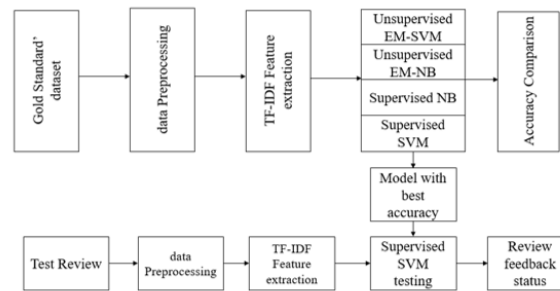 Gold Standard'
dataset
data Preprocessing
TF-IDF Feature
extraction
Unsupervised
EM-SVM
Unsupervised
EM-NB
Supervised NB
Supervised
SVM
Accuracy Comparison
Model with
best
accuracy
Test Review
data
Preprocessing
TF-IDF
Feature
extraction
Supervised
SVM
testing
Review
feedback
status